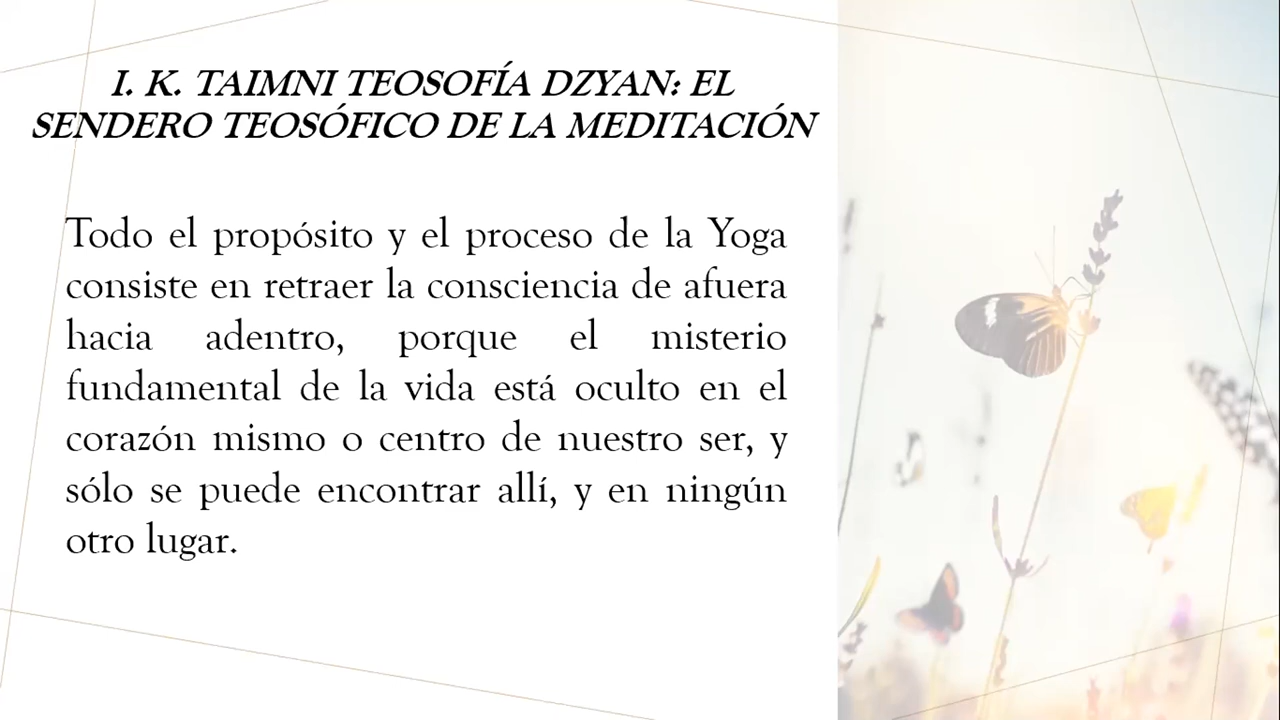 I. K. TAIMNI TEOSOFÍA DZYAN: EL
SENDERO TEOSÓFICO DE LA MEDITACIÓN
Todo el propósito y el proceso de la Yoga
consiste en retraer la consciencia de afuera
hacia adentro, porque el misterio
fundamental de la vida está oculto en el
corazón mismo o centro de nuestro ser, y
sólo se puede encontrar allí, y en ningún
otro lugar.